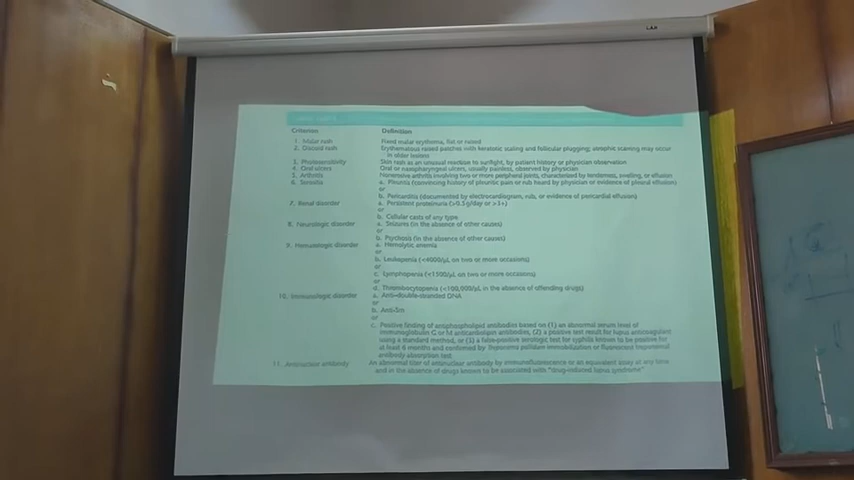 Criterion Definition
1. Malar rash Fixed malar erythema, flat or raised
2. Discoid rash Erythematous raised patches with keratotic scaling and follicular plugging; atrophic scarring may occur
in older lesions
3. Photosensitivity Skin rash as an unusual reaction to sunlight, by patient history or physician observation
4. Oral ulcers Oral or nasopharyngeal ulcers, usually painless, observed by physician
5. Arthritis Nonerosive arthritis involving two or more peripheral joints, characterized by tenderness, swelling, or effusion
6. Serositis a. Pleuritis (convincing history of pleuritic pain or rub heard by physician or evidence of pleural effusion)
or
b. Pericarditis (documented by electrocardiogram, rub, or evidence of pericardial effusion)
7. Renal disorder a. Persistent proteinuria (>0.5 g/day or >3+)
or
b. Cellular casts of any type
8. Neurologic disorder a. Seizures (in the absence of other causes)
or
b. Psychosis (in the absence of other causes)
9. Hematologic disorder a. Hemolytic anemia
or
b. Leukopenia (<4000/μL on two or more occasions)
or
c. Lymphopenia (<1500/μL on two or more occasions)
or
d. Thrombocytopenia (<100,000/μL in the absence of offending drugs)
10. Immunologic disorder a. Anti-double-stranded DNA
or
b. Anti-Sm
or
c. Positive finding of antiphospholipid antibodies based on (1) an abnormal serum level of
immunoglobulin G or M anticardiolipin antibodies, (2) a positive test result for lupus anticoagulant
using a standard method, or (3) a false-positive serologic test for syphilis known to be positive for
at least 6 months and confirmed by Treponema pallidum immobilization or fluorescent treponemal
antibody absorption test
11. Antinuclear antibody An abnormal titer of antinuclear antibody by immunofluorescence or an equivalent assay at any time
and in the absence of drugs known to be associated with "drug-induced lupus syndrome"